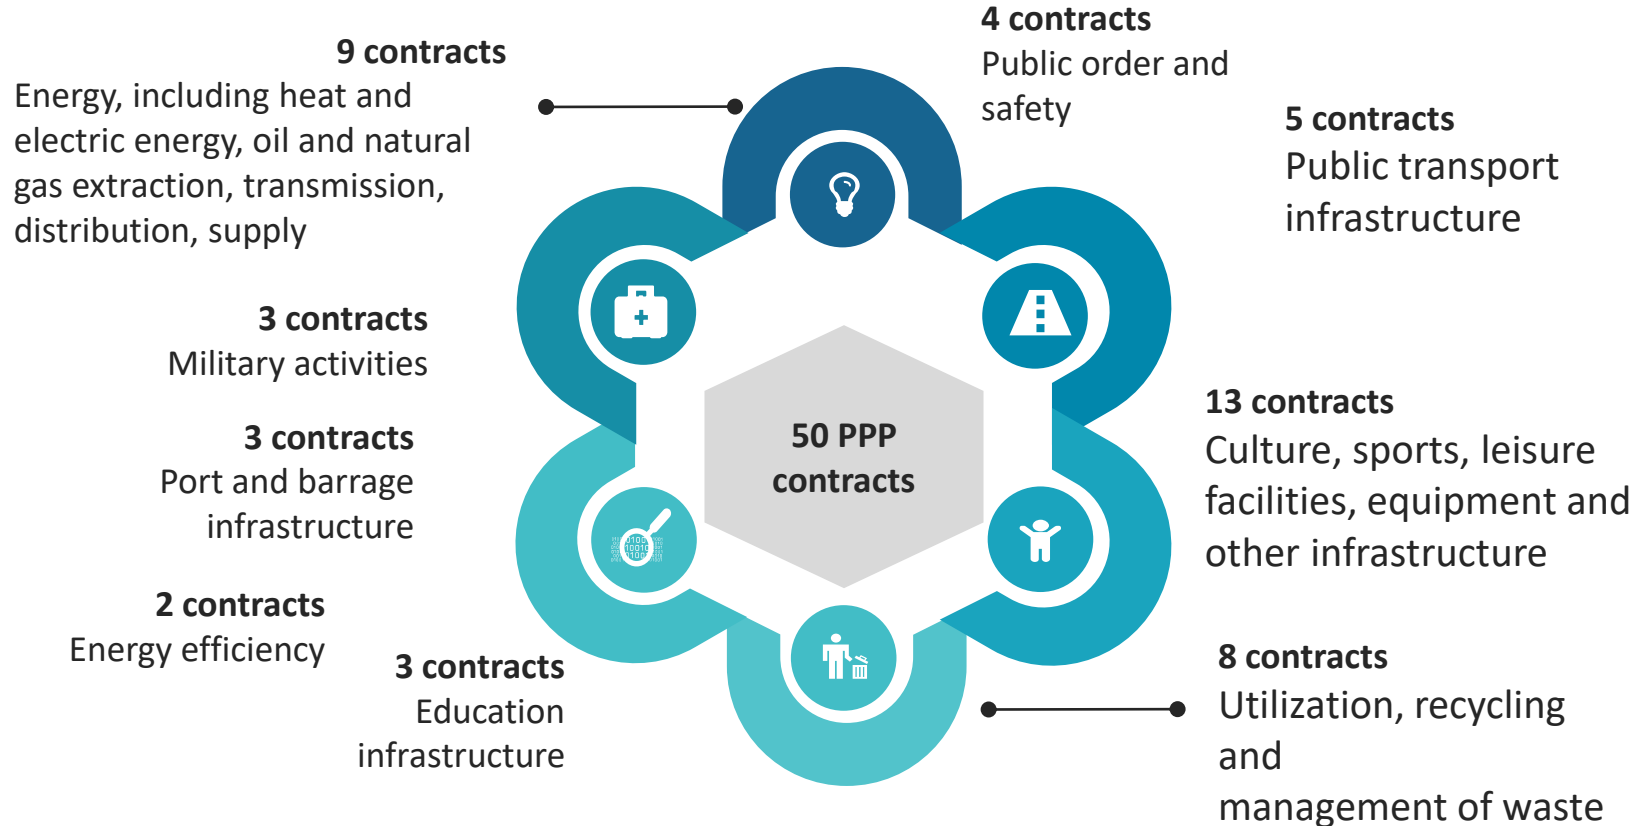 9 contracts
Energy, including heat and
electric energy, oil and natural
gas extraction, transmission,
distribution, supply
4 contracts
Public order and
safety
5 contracts
Public transport
infrastructure
3 contracts
Military activities
3 contracts
Port and barrage
infrastructure
50 PPP
contracts
13 contracts
Culture, sports, leisure
facilities, equipment and
other infrastructure
2 contracts
Energy efficiency
3 contracts
Education
infrastructure
8 contracts
Utilization, recycling
and
management of waste